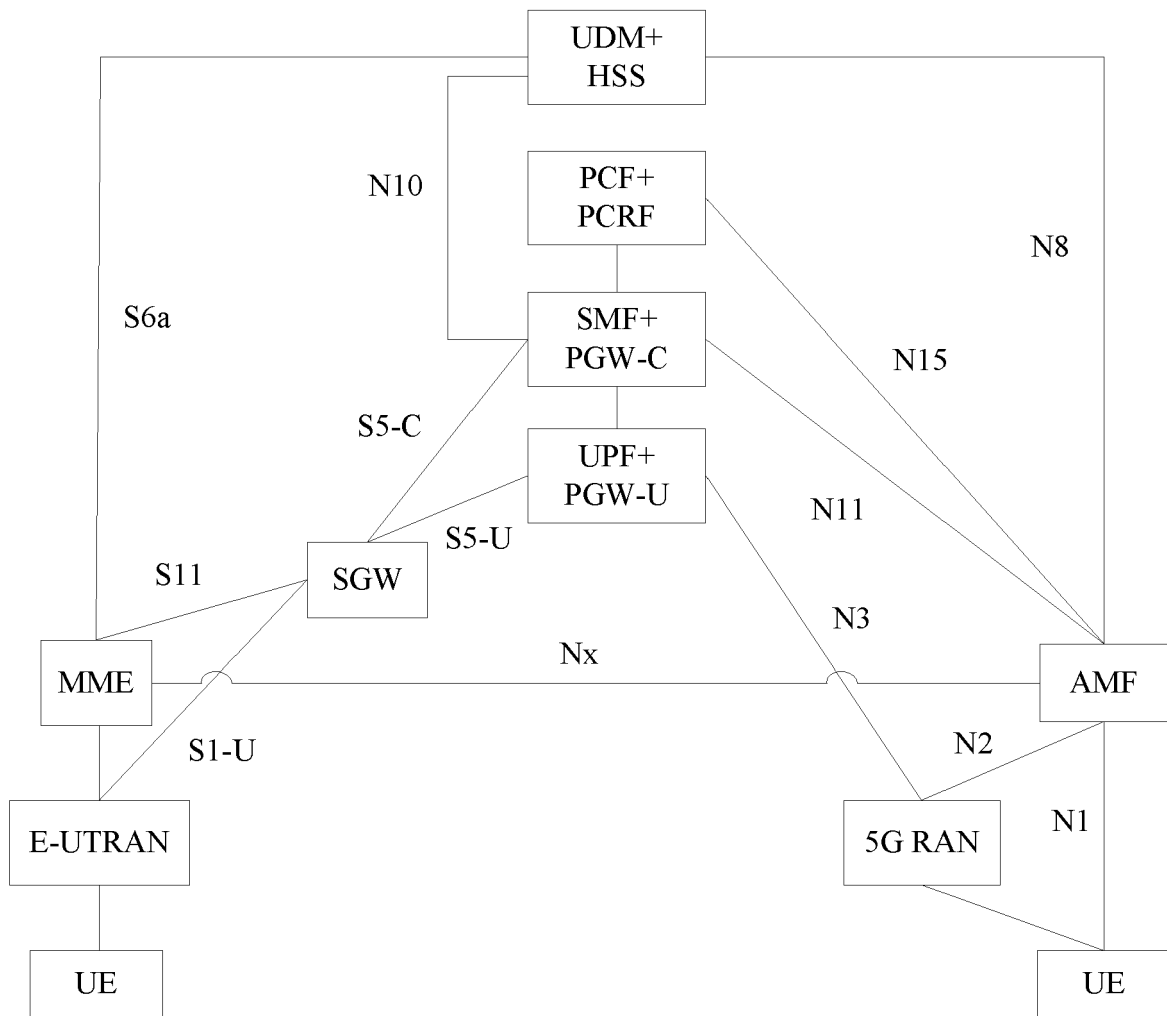 UDM+
HSS
N10
PCF+
PCRF
N8
S6a
SMF+
PGW-C
N15
S5-C
UPF+
PGW-U
N11
S5-U
S11
SGW
N3
Nx
MME
AMF
S1-U
N2
N1
E-UTRAN
5G RAN
UE
UE